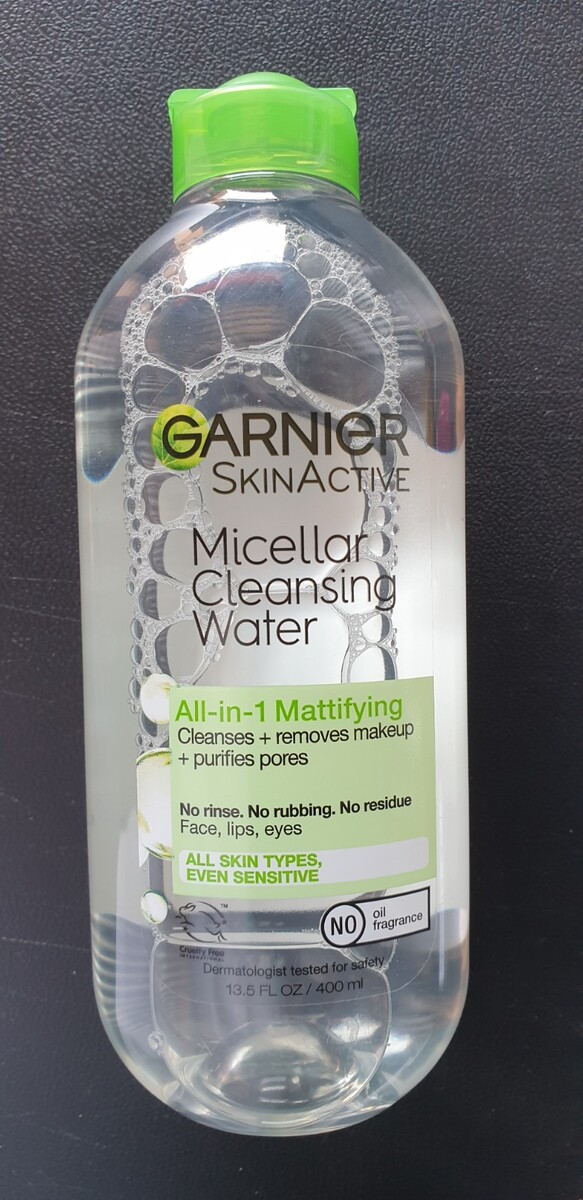 GARNIER
SKINACTIVE
Micellar
Cleansing
Water
All-in-1 Mattifying
Cleanses + removes makeup
+ purifies pores
No rinse. No rubbing. No residue
Face, lips, eyes
ALL SKIN TYPES,
EVEN SENSITIVE
TM
Cruelty Free
INTERNATIONAL
NO oil
fragrance
Dermatologist tested for safety
13.5 FL OZ / 400 ml